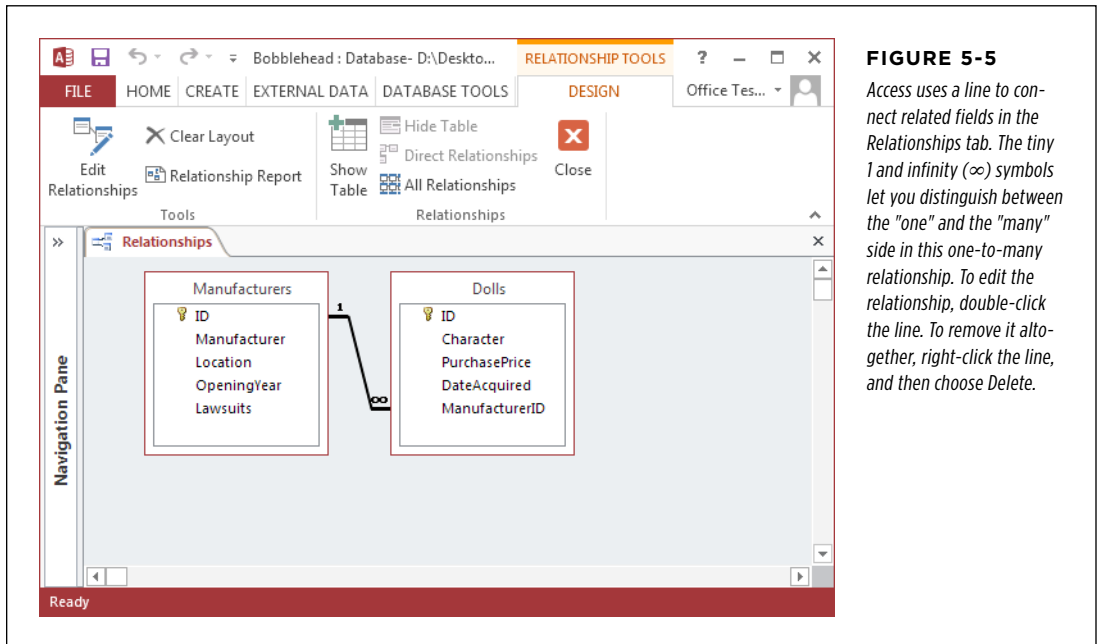 Bobblehead : Database- D:\Deskto...
RELATIONSHIP TOOLS
?
FILE
HOME
CREATE
EXTERNAL DATA
DATABASE TOOLS
DESIGN
Office Tes...
Edit
Relationships
Clear Layout
Relationship Report
Tools
Show
Table
Hide Table
Direct Relationships
All Relationships
Relationships
Close
Relationships
Navigation Pane
Manufacturers
ID
Manufacturer
Location
OpeningYear
Lawsuits
1
∞
Dolls
ID
Character
PurchasePrice
DateAcquired
ManufacturerID
Ready
FIGURE 5-5
Access uses a line to con-
nect related fields in the
Relationships tab. The tiny
1 and infinity (∞) symbols
let you distinguish between
the "one" and the "many"
side in this one-to-many
relationship. To edit the
relationship, double-click
the line. To remove it alto-
gether, right-click the line,
and then choose Delete.